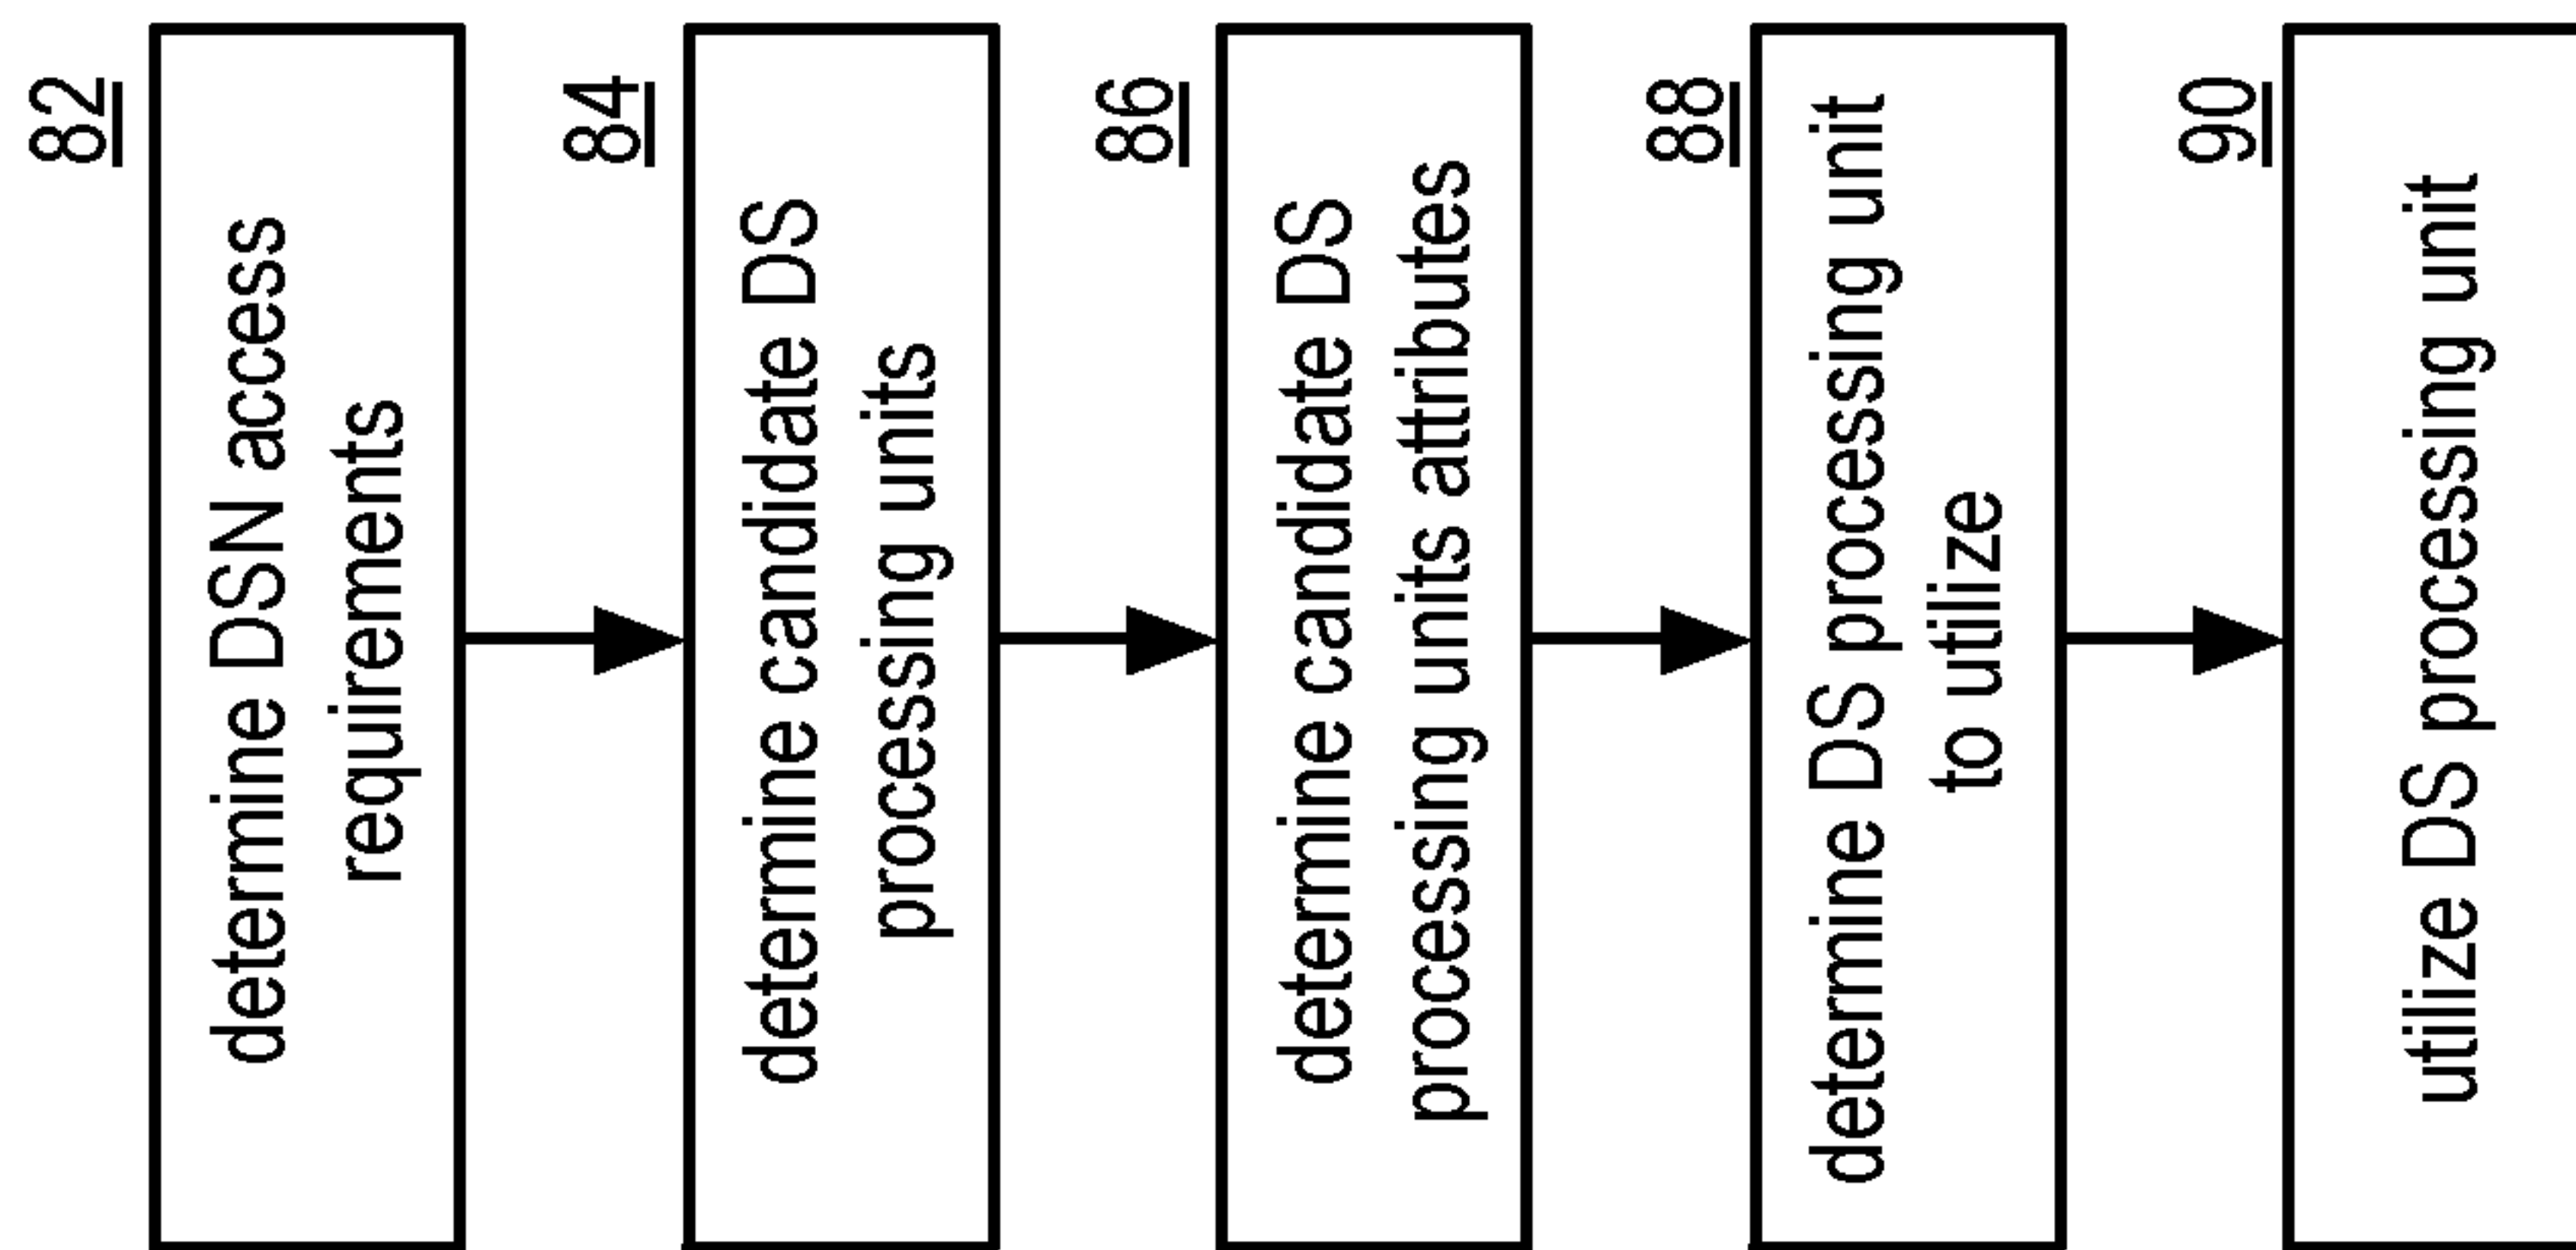 82
determine DSN access
requirements
84
determine candidate DS
processing units
86
determine candidate DS
processing units attributes
88
determine DS processing unit
to utilize
90
utilize DS processing unit